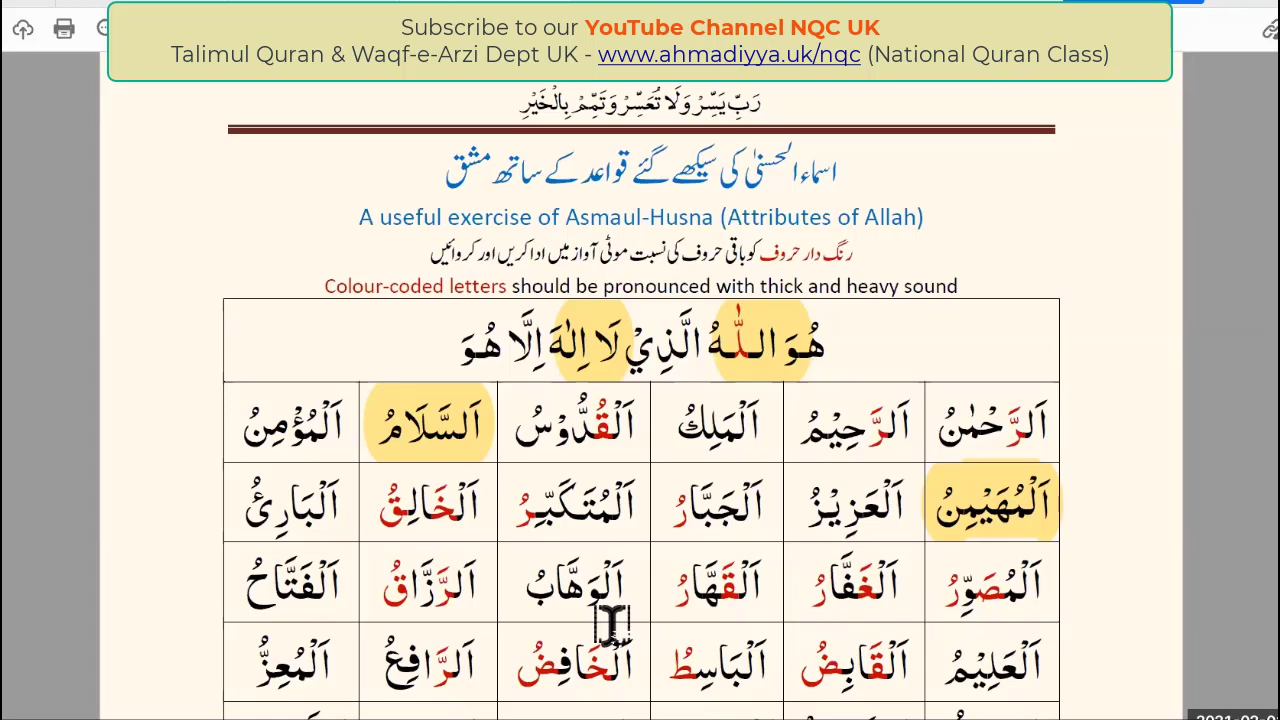 Subscribe to our YouTube Channel NQC UK
Talimul Quran & Waqf-e-Arzi Dept UK - www.ahmadiyya.uk/nqc (National Quran Class)
رَبِّ يَسِّرْ وَلَا تُعَسِّرْ وَتَمِّمْ بِالْخَيْرِ
اسماء الحسنیٰ کی سیکھے گئے قواعد کے ساتھ مشق
A useful exercise of Asmaul-Husna (Attributes of Allah)
رنگ دار حروف کو باقی حروف کی نسبت موٹی آواز میں ادا کریں اور کروائیں
Colour-coded letters should be pronounced with thick and heavy sound
هُوَ اللّٰهُ الَّذِيْ لَا اِلٰهَ اِلَّا هُوَ
اَلرَّحْمٰنُ اَلرَّحِيْمُ اَلْمَلِكُ اَلْقُدُّوْسُ اَلسَّلَامُ اَلْمُؤْمِنُ
اَلْمُهَيْمِنُ اَلْعَزِيْزُ اَلْجَبَّارُ اَلْمُتَكَبِّرُ اَلْخَالِقُ اَلْبَارِئُ
اَلْمُصَوِّرُ اَلْغَفَّارُ اَلْقَهَّارُ اَلْوَهَّابُ اَلرَّزَّاقُ اَلْفَتَّاحُ
اَلْعَلِيْمُ اَلْقَابِضُ اَلْبَاسِطُ اَلْخَافِضُ اَلرَّافِعُ اَلْمُعِزُّ